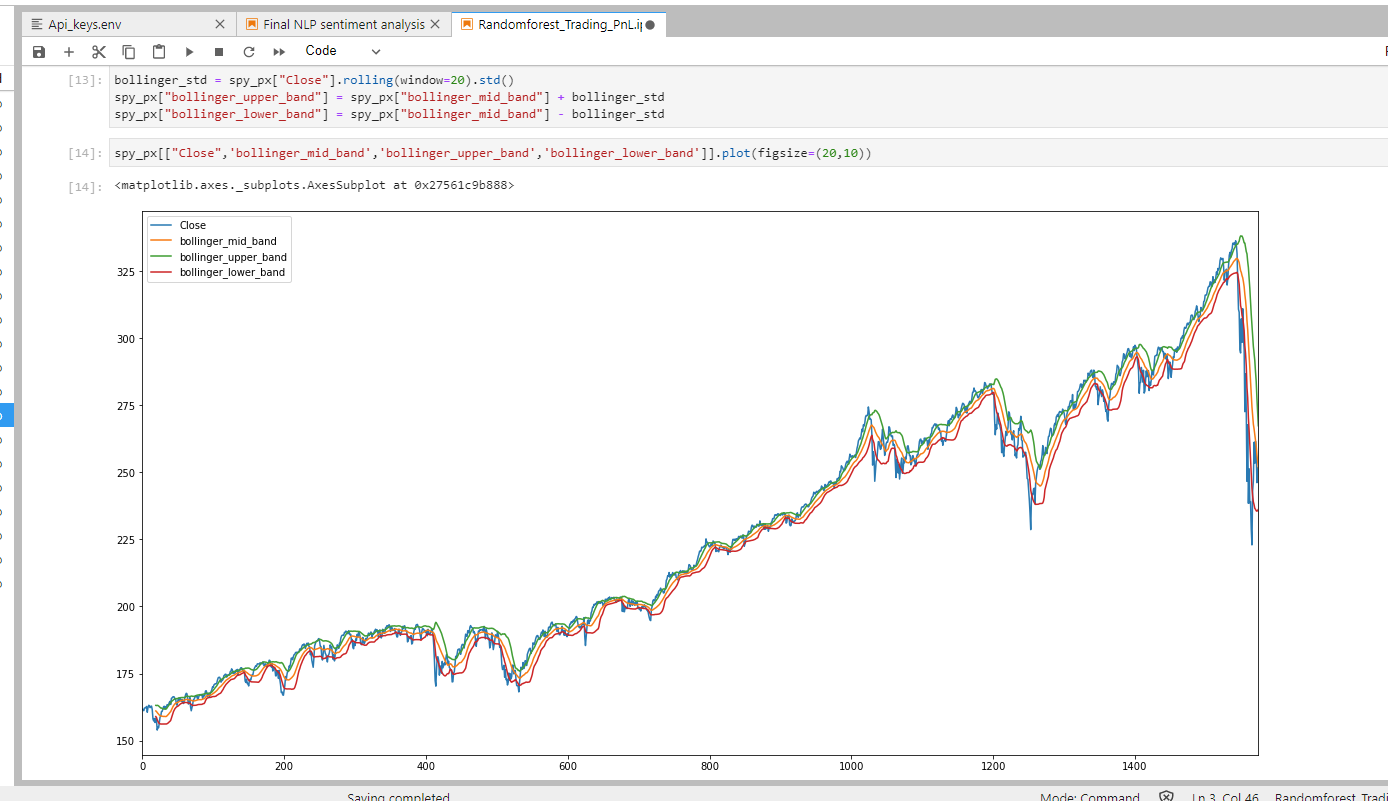 Api_keys.env
Final NLP sentiment analysis
Randomforest_Trading_PnL.ip
Code
[13]:
bollinger_std = spy_px["Close"].rolling(window=20).std()
spy_px["bollinger_upper_band"] = spy_px["bollinger_mid_band"] + bollinger_std
spy_px["bollinger_lower_band"] = spy_px["bollinger_mid_band"] - bollinger_std
[14]:
spy_px[["Close",'bollinger_mid_band','bollinger_upper_band','bollinger_lower_band']].plot(figsize=(20,10))
[14]:
<matplotlib.axes._subplots.AxesSubplot at 0x27561c9b888>
Close
bollinger_mid_band
bollinger_upper_band
bollinger_lower_band
325
300
275
250
225
200
175
150
0 200 400 600 800 1000 1200 1400
Saving completed
Mode: Command
Ln 3, Col 46
Randomforest_Tradi